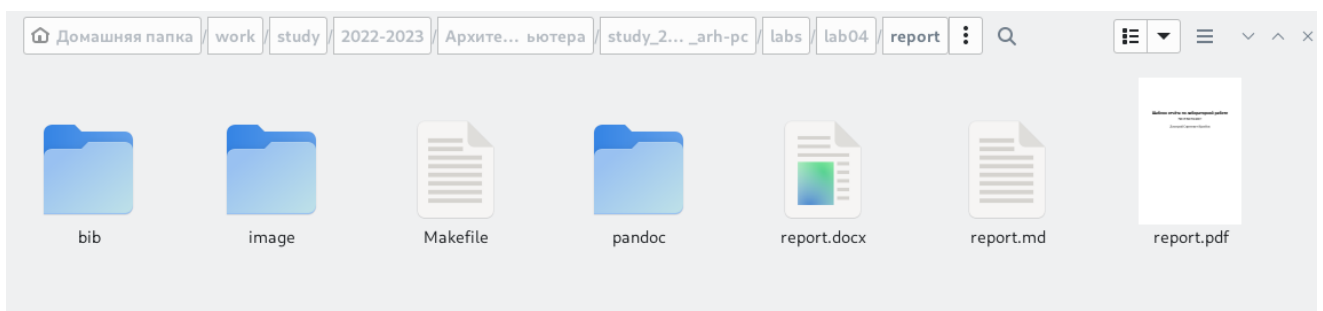 Домашняя папка / work / study / 2022-2023 / Архите... ьютера / study_2... _arh-pc / labs / lab04 / report
bib
image
Makefile
pandoc
report.docx
report.md
report.pdf